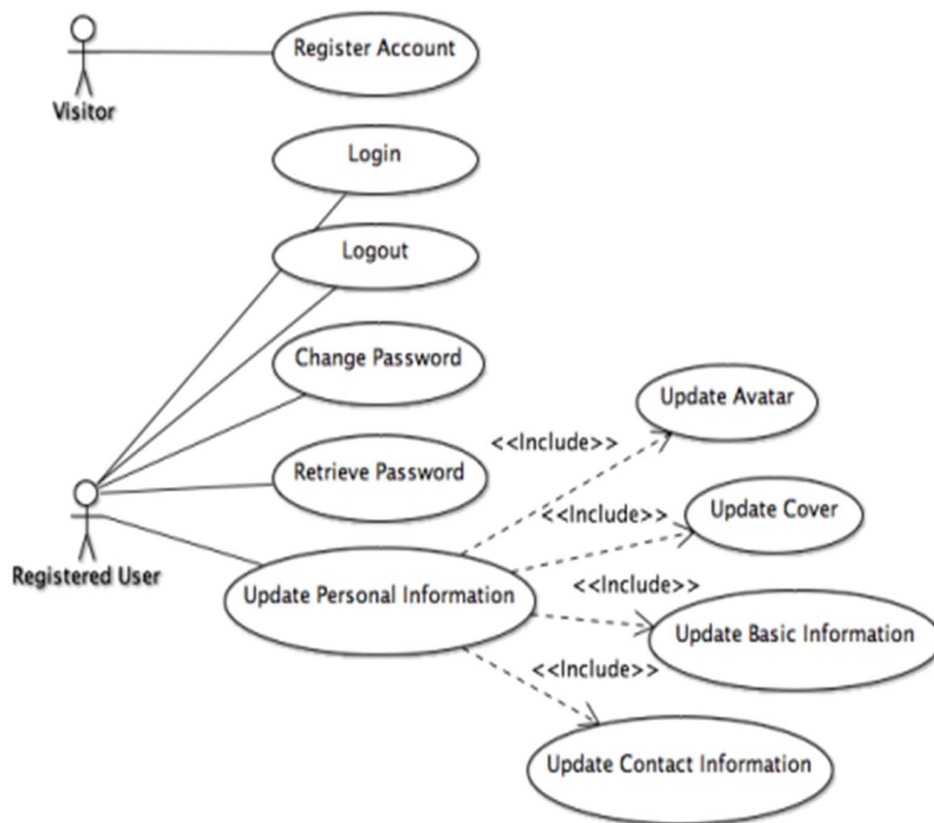 Register Account
Visitor
Login
Logout
Change Password
Update Avatar
<<Include>>
Retrieve Password
<<Include>>
Update Cover
Registered User
Update Personal Information
<<Include>>
Update Basic Information
<<Include>>
Update Contact Information